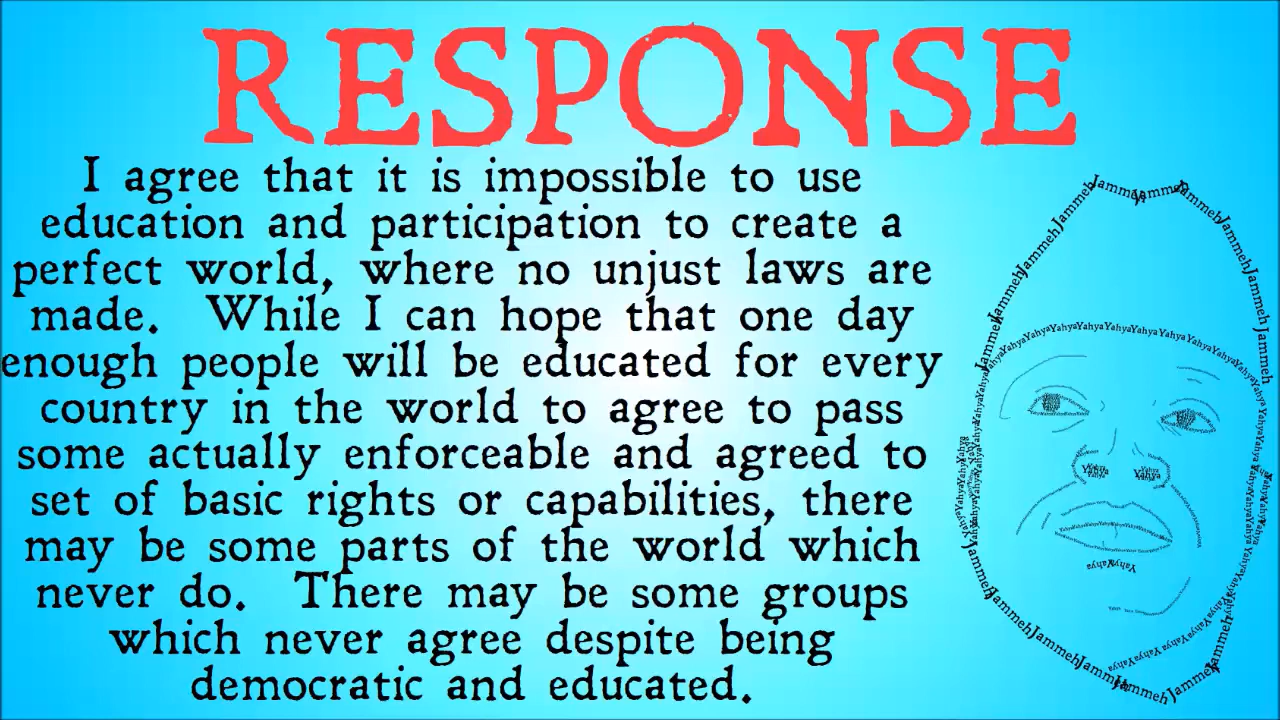 RESPONSE
I agree that it is impossible to use
education and participation to create a
perfect world, where no unjust laws are
made.  While I can hope that one day
enough people will be educated for every
country in the world to agree to pass
some actually enforceable and agreed to
set of basic rights or capabilities, there
may be some parts of the world which
never do.  There may be some groups
which never agree despite being
democratic and educated.
Jammeh
Yahya